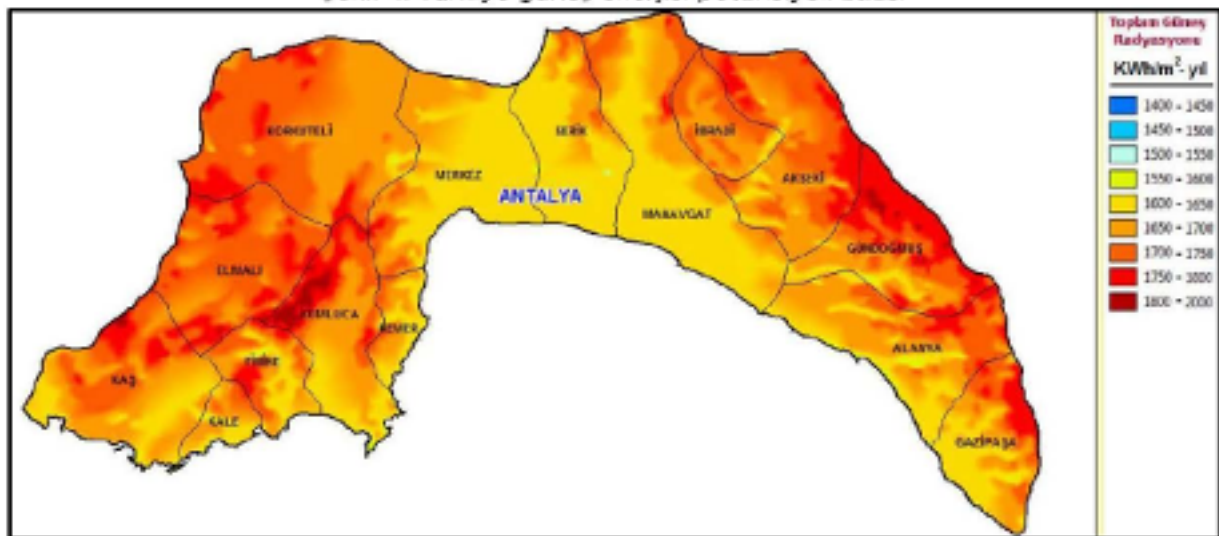 Toplam Güneş
Radyasyonu
KWh/m²- yıl
1400 - 1450
1450 - 1500
1500 - 1550
1550 - 1600
1600 - 1650
1650 - 1700
1700 - 1750
1750 - 1800
1800 - 2000
KORKUTELİ
SERİK
İBRADI
MERKEZ
AKSEKİ
ANTALYA
MANAVGAT
GÜNDOĞMUŞ
ELMALI
KUMLUCA
KEMER
ALANYA
FİNİKE
KAŞ
KALE
GAZİPAŞA